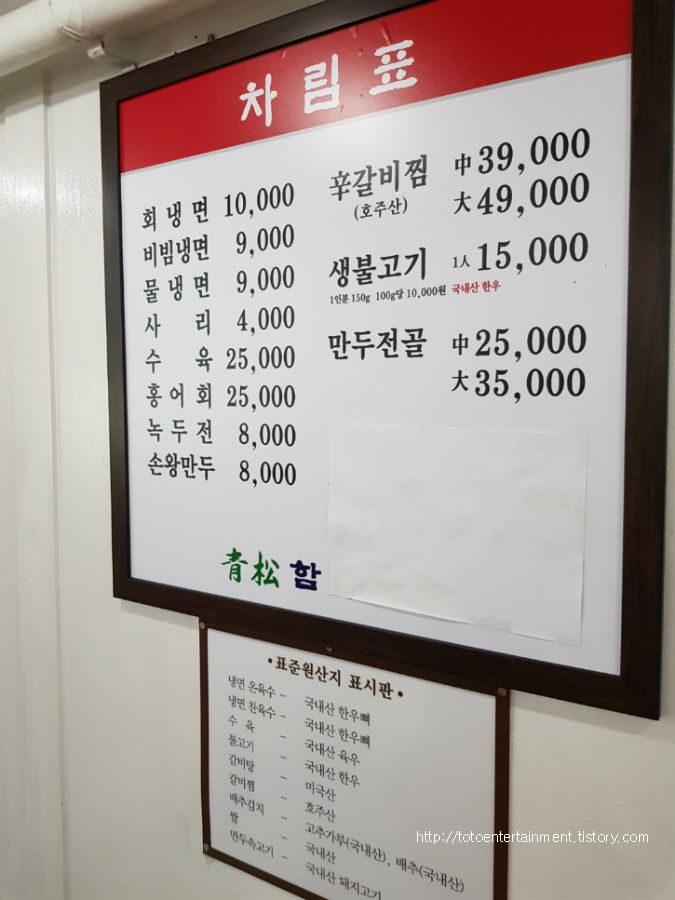 차림표
회냉면 10,000
비빔냉면 9,000
물냉면 9,000
사리 4,000
수육 25,000
홍어회 25,000
녹두전 8,000
손왕만두 8,000
辛갈비찜 中 39,000
(호주산) 大 49,000
생불고기 1人 15,000
1인분 150g 100g당 10,000원 국내산 한우
만두전골 中 25,000
大 35,000
青松 함
•표준원산지 표시판•
냉면 온육수 – 국내산 한우뼈
냉면 찬육수 – 국내산 한우뼈
수육 – 국내산 육우
불고기 – 국내산 한우
갈비탕 – 미국산
갈비찜 – 호주산
배추김치 – 고추가루(국내산), 배추(국내산)
쌀 – 국내산
만두속고기 – 국내산 돼지고기
http://totoentertainment.tistory.com